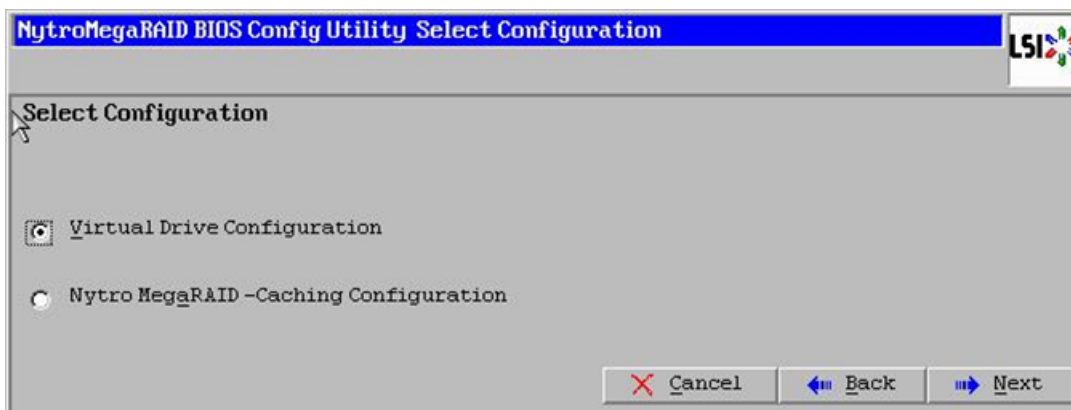 NytroMegaRAID BIOS Config Utility Select Configuration
LSI
Select Configuration
Virtual Drive Configuration
Nytro MegaRAID -Caching Configuration
Cancel
Back
Next